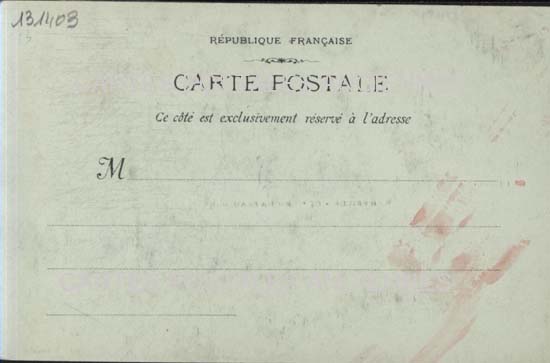 131403
RÉPUBLIQUE FRANÇAISE
CARTE POSTALE
Ce côté est exclusivement réservé à l'adresse
M